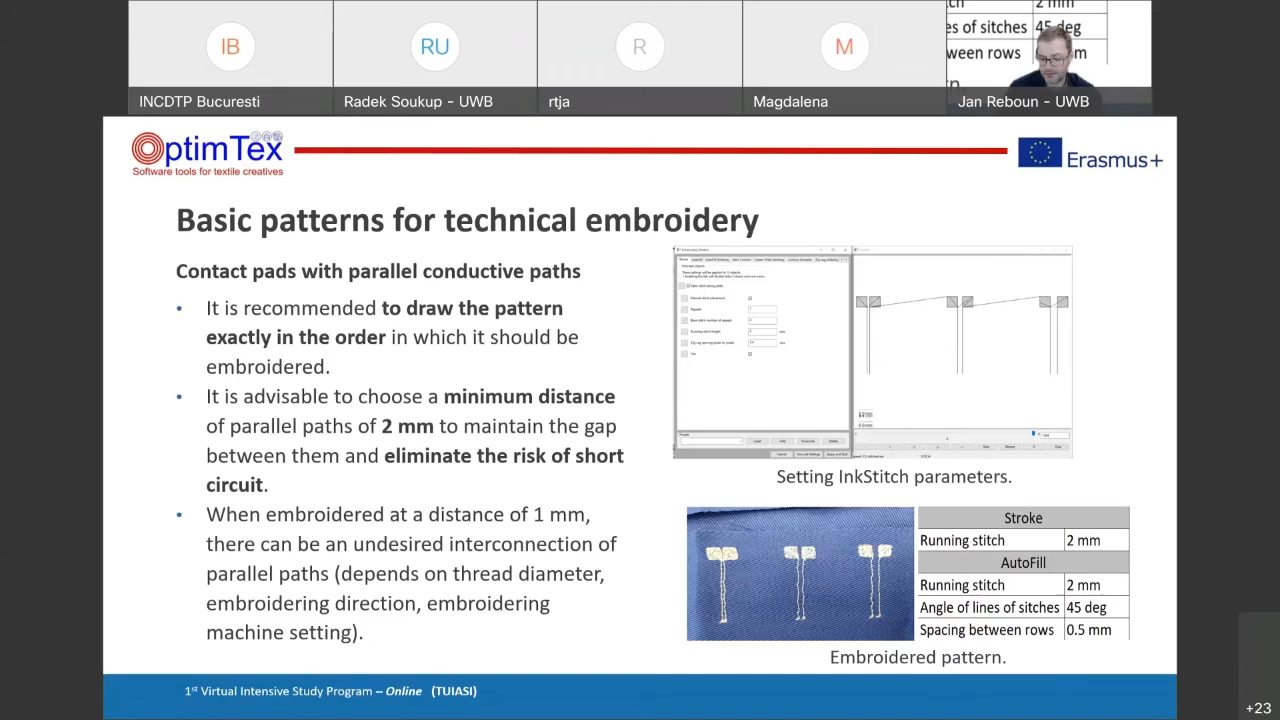 ch 2 mm
es of sitches 45 deg
ween rows
IB
RU
R
M
INCDTP Bucuresti
Radek Soukup - UWB
rtja
Magdalena
Jan Reboun - UWB
OptimTex
Software tools for textile creatives
Erasmus+
Basic patterns for technical embroidery
Contact pads with parallel conductive paths
• It is recommended to draw the pattern
exactly in the order in which it should be
embroidered.
• It is advisable to choose a minimum distance
of parallel paths of 2 mm to maintain the gap
between them and eliminate the risk of short
circuit.
• When embroidered at a distance of 1 mm,
there can be an undesired interconnection of
parallel paths (depends on thread diameter,
embroidering direction, embroidering
machine setting).
Setting InkStitch parameters.
Stroke
Running stitch 2 mm
AutoFill
Running stitch 2 mm
Angle of lines of sitches 45 deg
Spacing between rows 0.5 mm
Embroidered pattern.
1st Virtual Intensive Study Program – Online (TUIASI)
+23